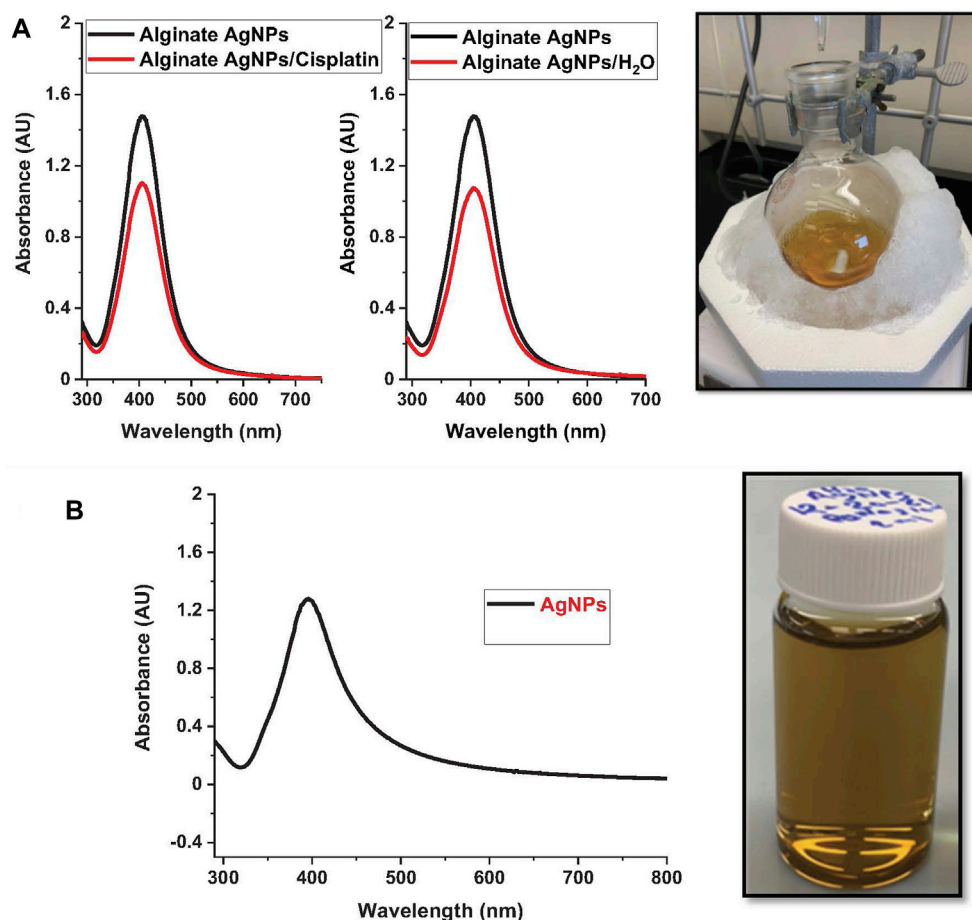 A
Alginate AgNPs
Alginate AgNPs/Cisplatin
Absorbance (AU)
2
1.6
1.2
0.8
0.4
0
300 400 500 600 700
Wavelength (nm)
Alginate AgNPs
Alginate AgNPs/H₂O
Absorbance (AU)
2
1.6
1.2
0.8
0.4
0
300 400 500 600 700
Wavelength (nm)
B
AgNPs
Absorbance (AU)
2
1.6
1.2
0.8
0.4
0
-0.4
300 400 500 600 700 800
Wavelength (nm)